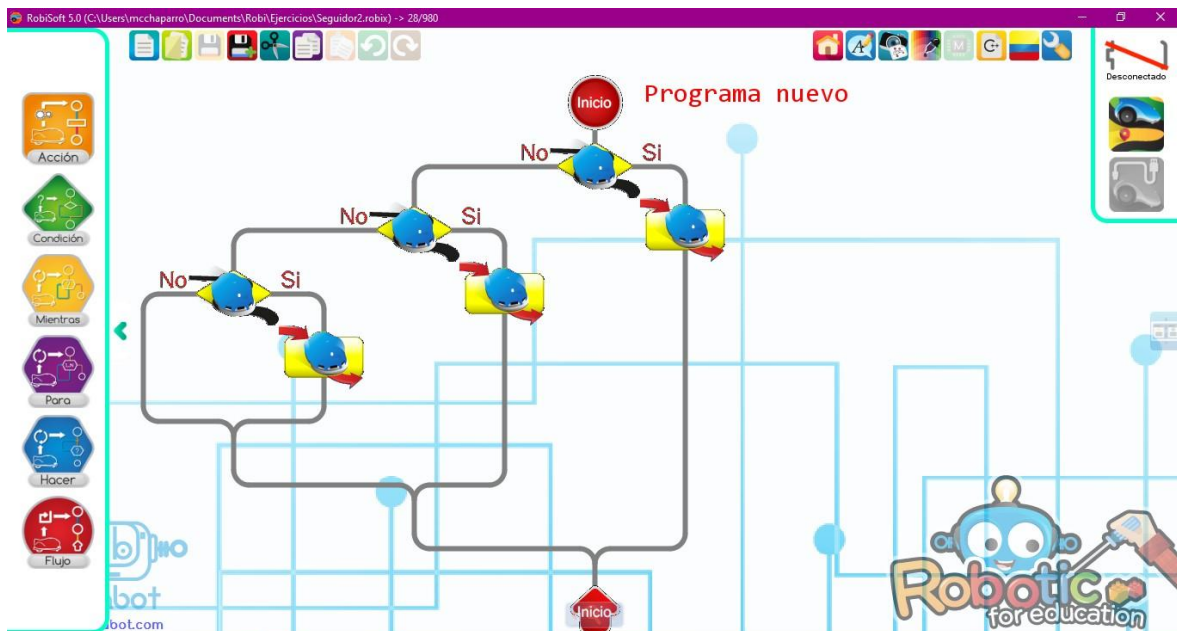 RobiSoft 5.0 (C:\Users\mcchaparro\Documents\Robi\Ejercicios\Seguidor2.robix) -> 28/980
Desconectado
Inicio
Programa nuevo
No Si
No Si
No Si
Acción
Condición
Mientras
Para
Hacer
Flujo
Inicio
Robotic
for education
bot
bot.com